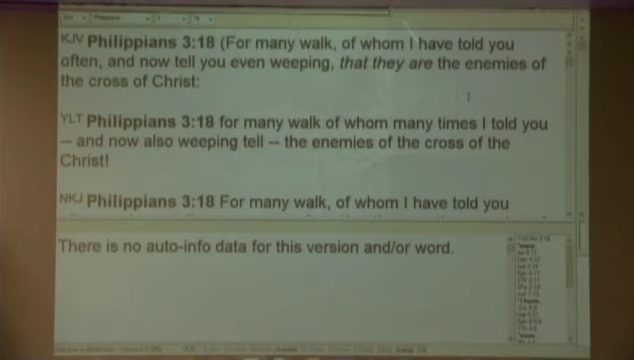 KJV Philippians 3:18 (For many walk, of whom I have told you
often, and now tell you even weeping, that they are the enemies of
the cross of Christ:
YLT Philippians 3:18 for many walk of whom many times I told you
-- and now also weeping tell -- the enemies of the cross of the
Christ!
NKJ Philippians 3:18 For many walk, of whom I have told you
There is no auto-info data for this version and/or word.